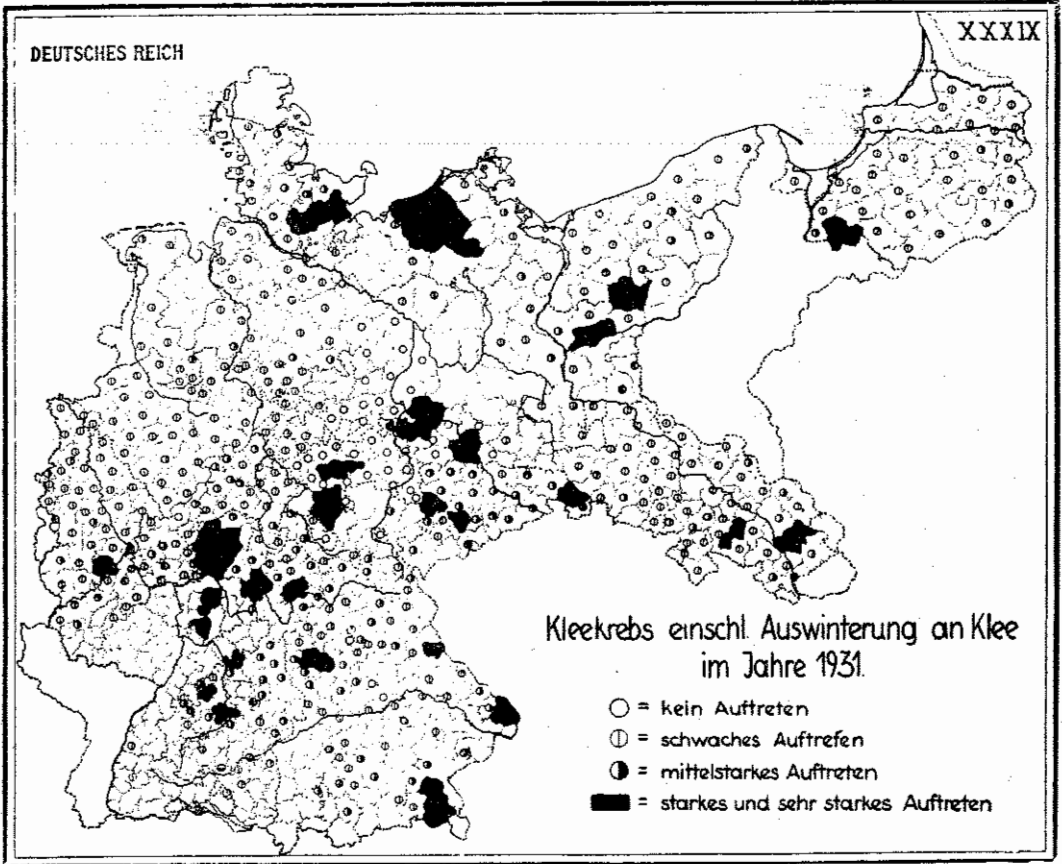 DEUTSCHES REICH
XXXIX
Kleekrebs einschl. Auswinterung an Klee
im Jahre 1931.
= kein Auftreten
= schwaches Auftreten
= mittelstarkes Auftreten
= starkes und sehr starkes Auftreten